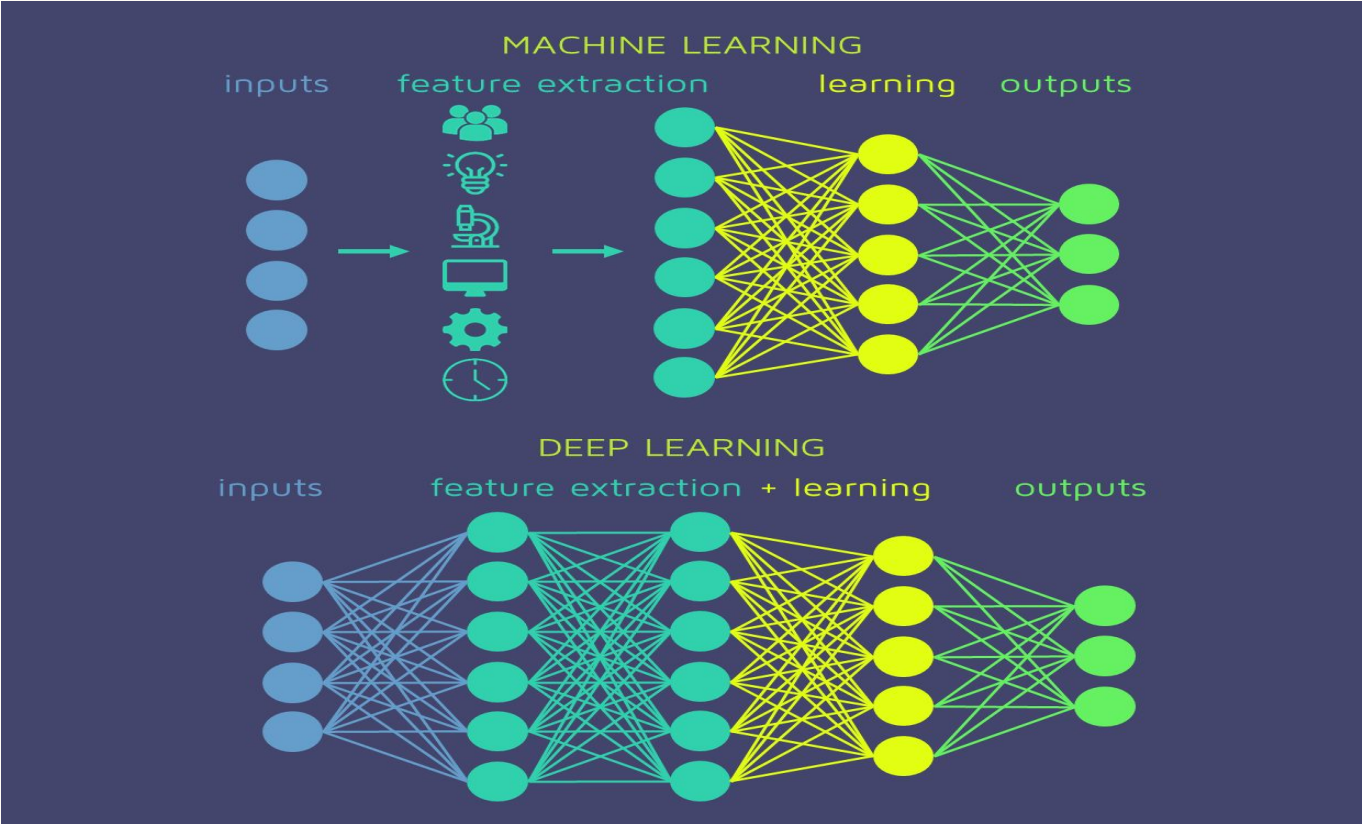 MACHINE LEARNING
inputs feature extraction learning outputs
DEEP LEARNING
inputs feature extraction + learning outputs